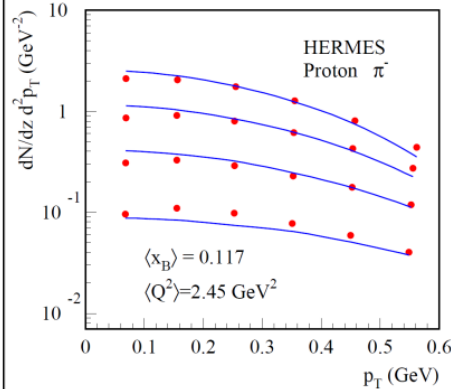 dN/dz d²p_T (GeV⁻²)
10
1
10⁻¹
10⁻²
HERMES
Proton π⁻
⟨x_B⟩ = 0.117
⟨Q²⟩=2.45 GeV²
0 0.1 0.2 0.3 0.4 0.5 0.6
p_T (GeV)